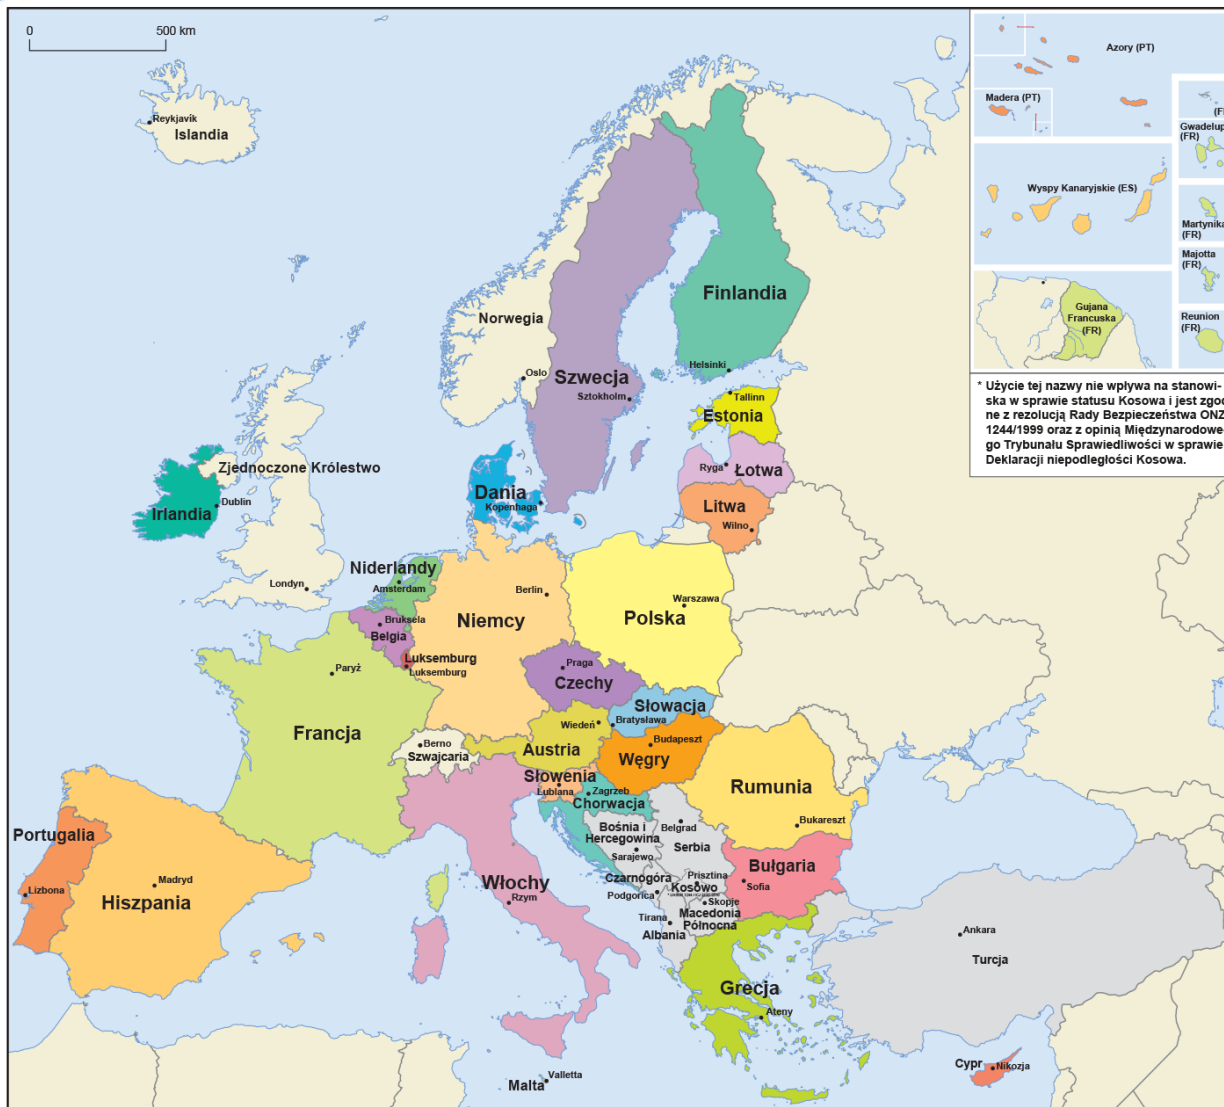 0
500 km
Azory (PT)
Madera (PT)
(F
Gwadelup
(FR)
Wyspy Kanaryjskie (ES)
Martynika
(FR)
Majotta
(FR)
Gujana
Francuska
(FR)
Reunion
(FR)
* Użycie tej nazwy nie wpływa na stanowi-
ska w sprawie statusu Kosowa i jest zgod
ne z rezolucją Rady Bezpieczeństwa ONZ
1244/1999 oraz z opinią Międzynarodowe-
go Trybunału Sprawiedliwości w sprawie
Deklaracji niepodległości Kosowa.
Reykjavík
Islandia
Finlandia
Norwegia
Helsinki
Oslo
Szwecja
Sztokholm
Tallinn
Estonia
Zjednoczone Królestwo
Ryga
Łotwa
Dania
Kopenhaga
Dublin
Irlandia
Litwa
Wilno
Niderlandy
Amsterdam
Londyn
Berlin
Warszawa
Bruksela
Belgia
Niemcy
Polska
Luksemburg
Luksemburg
Paryż
Praga
Czechy
Słowacja
Bratysława
Wiedeń
Francja
Berno
Szwajcaria
Austria
Budapeszt
Węgry
Słowenia
Lublana
Zagrzeb
Chorwacja
Rumunia
Bukareszt
Portugalia
Bośnia i
Hercegowina
Sarajewo
Belgrad
Serbia
Bułgaria
Sofia
Lizbona
Madryd
Hiszpania
Włochy
Rzym
Czarnogóra
Podgorica
Prisztina
Kosowo
Skopje
Macedonia
Północna
Tirana
Albania
Ankara
Turcja
Grecja
Ateny
Malta
Valletta
Cypr
Nikozja